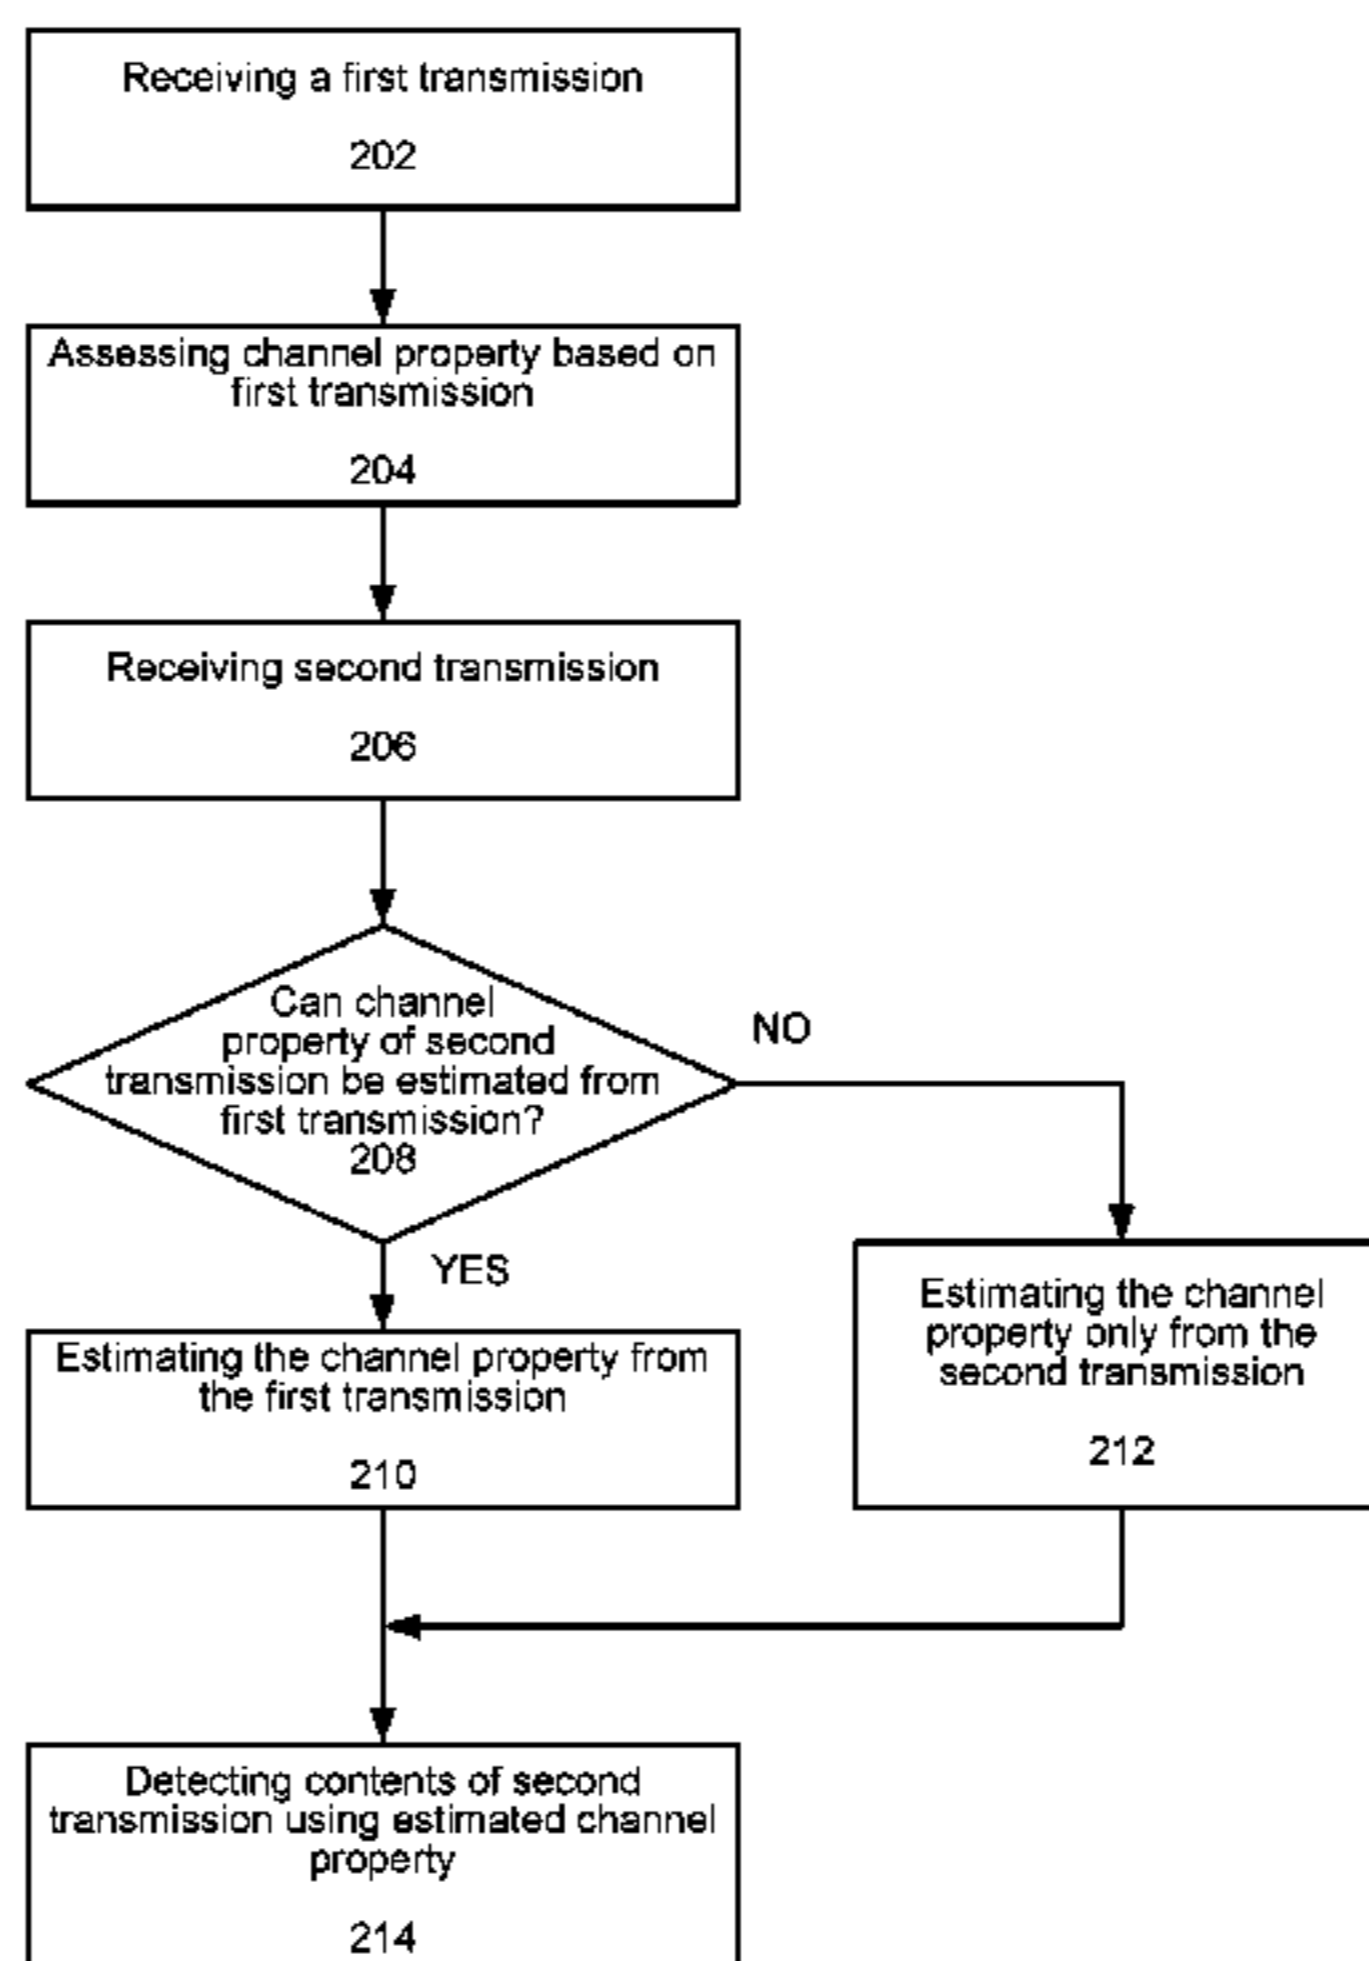 Receiving a first transmission
202
Assessing channel property based on
first transmission
204
Receiving second transmission
206
Can channel
property of second
transmission be estimated from
first transmission?
208
NO
YES
Estimating the channel property from
the first transmission
210
Estimating the channel
property only from the
second transmission
212
Detecting contents of second
transmission using estimated channel
property
214